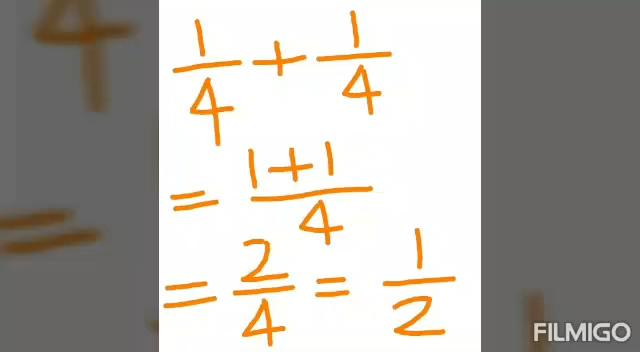 1/4 + 1/4
= 1+1/4
= 2/4 = 1/2
FILMIGO